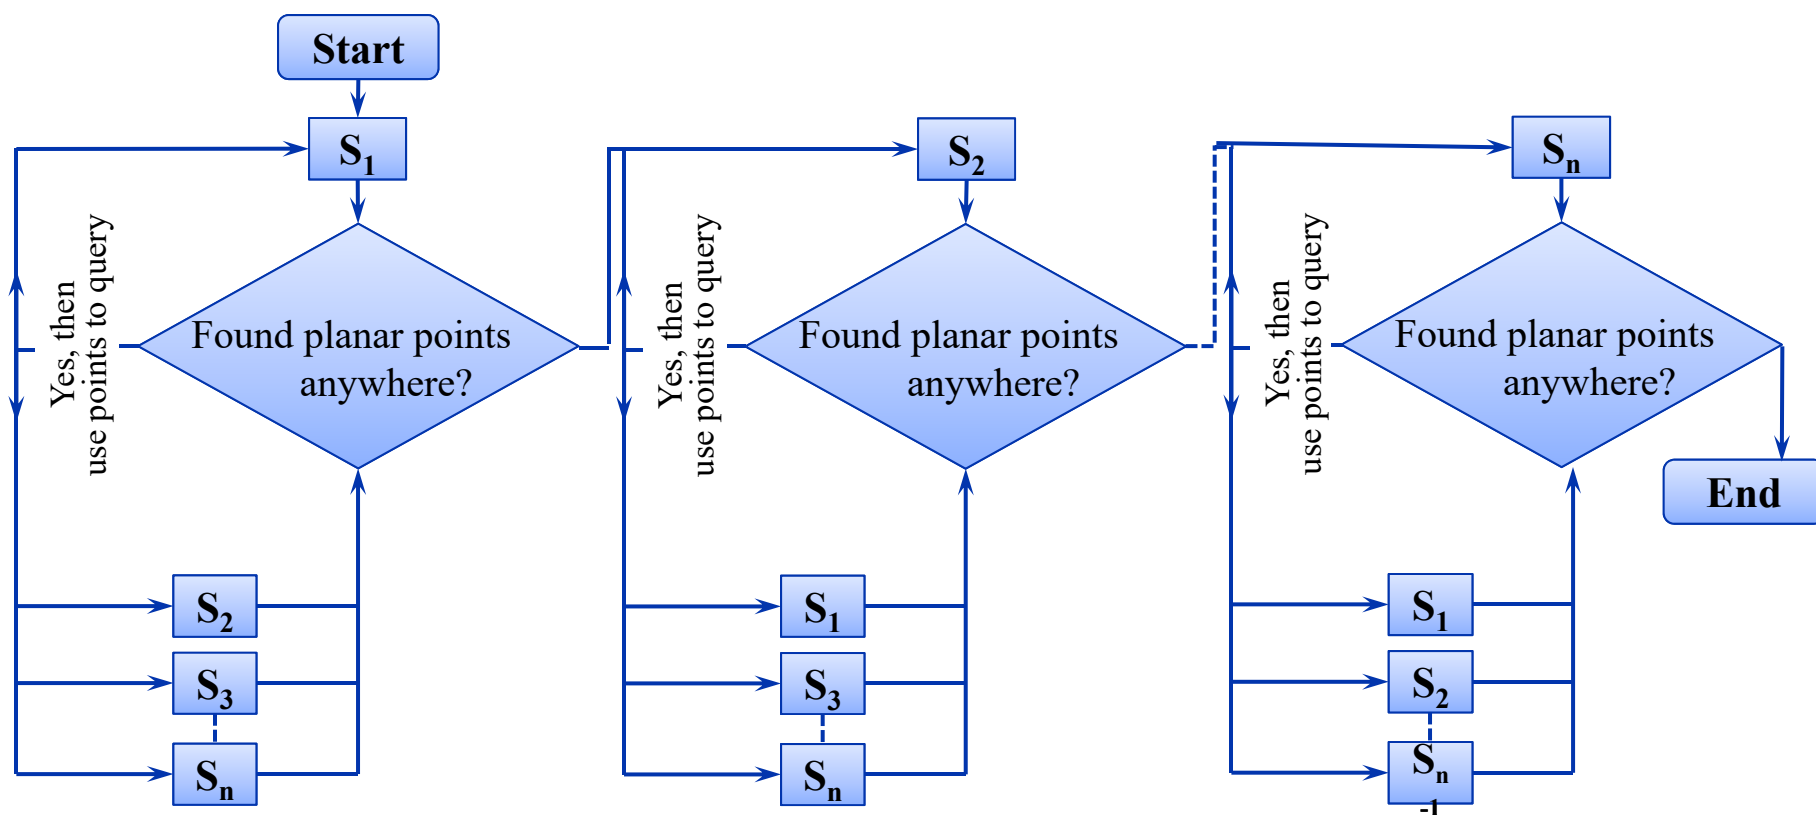 Start
S1
Yes, then
use points to query
Found planar points
anywhere?
S2
S3
Sn
S2
Yes, then
use points to query
Found planar points
anywhere?
S1
S3
Sn
Sn
Yes, then
use points to query
Found planar points
anywhere?
End
S1
S2
Sn
-1